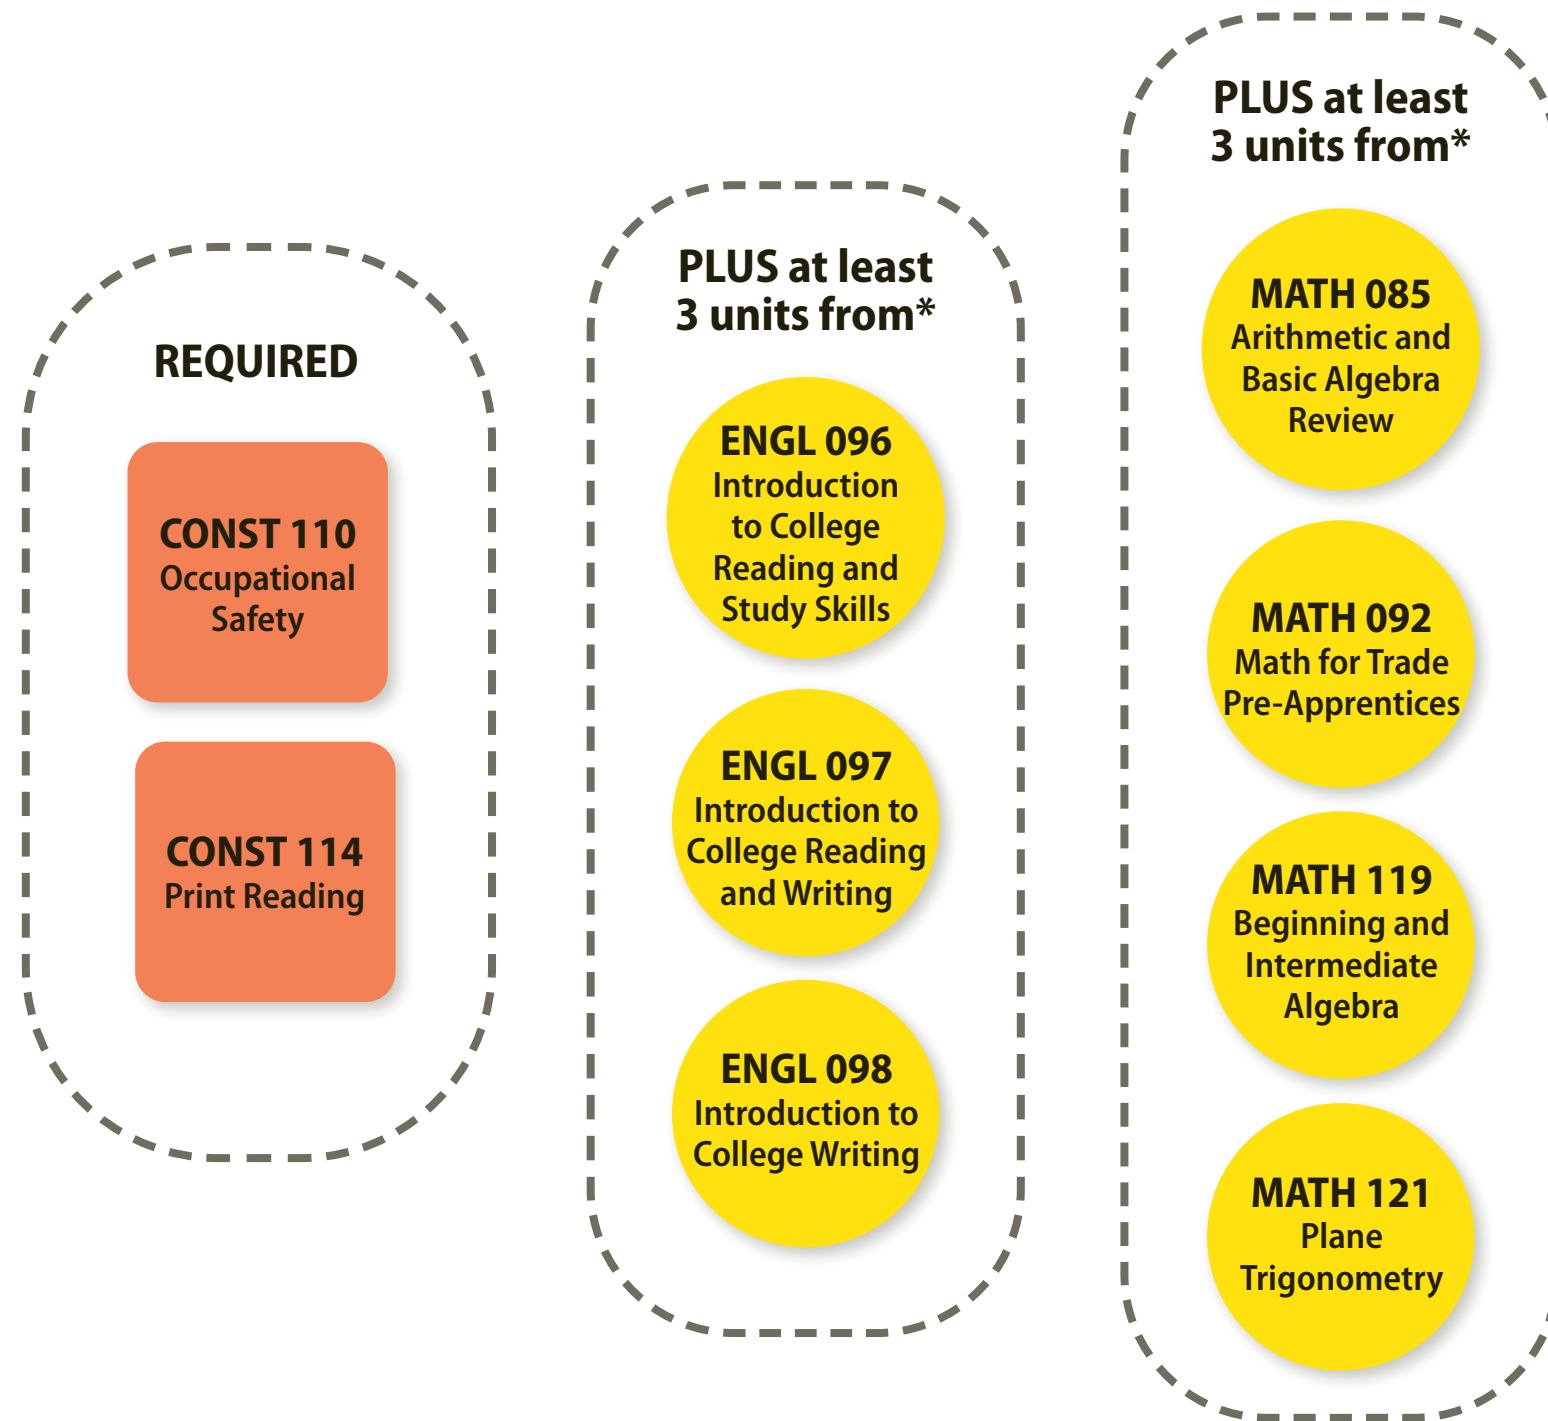 REQUIRED
CONST 110
Occupational
Safety
CONST 114
Print Reading
PLUS at least
3 units from*
ENGL 096
Introduction
to College
Reading and
Study Skills
ENGL 097
Introduction to
College Reading
and Writing
ENGL 098
Introduction to
College Writing
PLUS at least
3 units from*
MATH 085
Arithmetic and
Basic Algebra
Review
MATH 092
Math for Trade
Pre-Apprentices
MATH 119
Beginning and
Intermediate
Algebra
MATH 121
Plane
Trigonometry